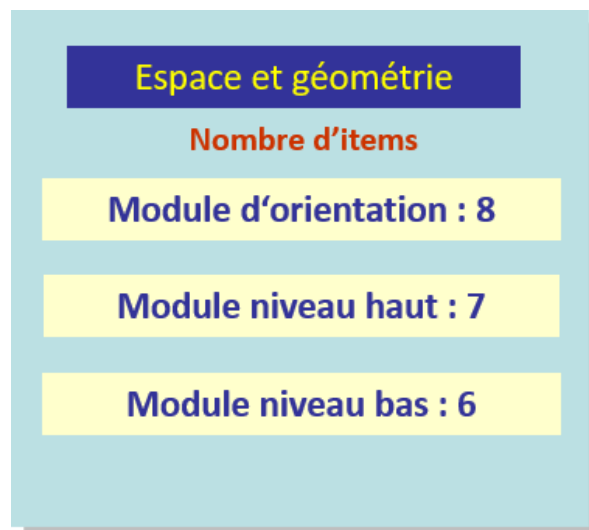 Espace et géométrie
Nombre d’items
Module d‘orientation : 8
Module niveau haut : 7
Module niveau bas : 6